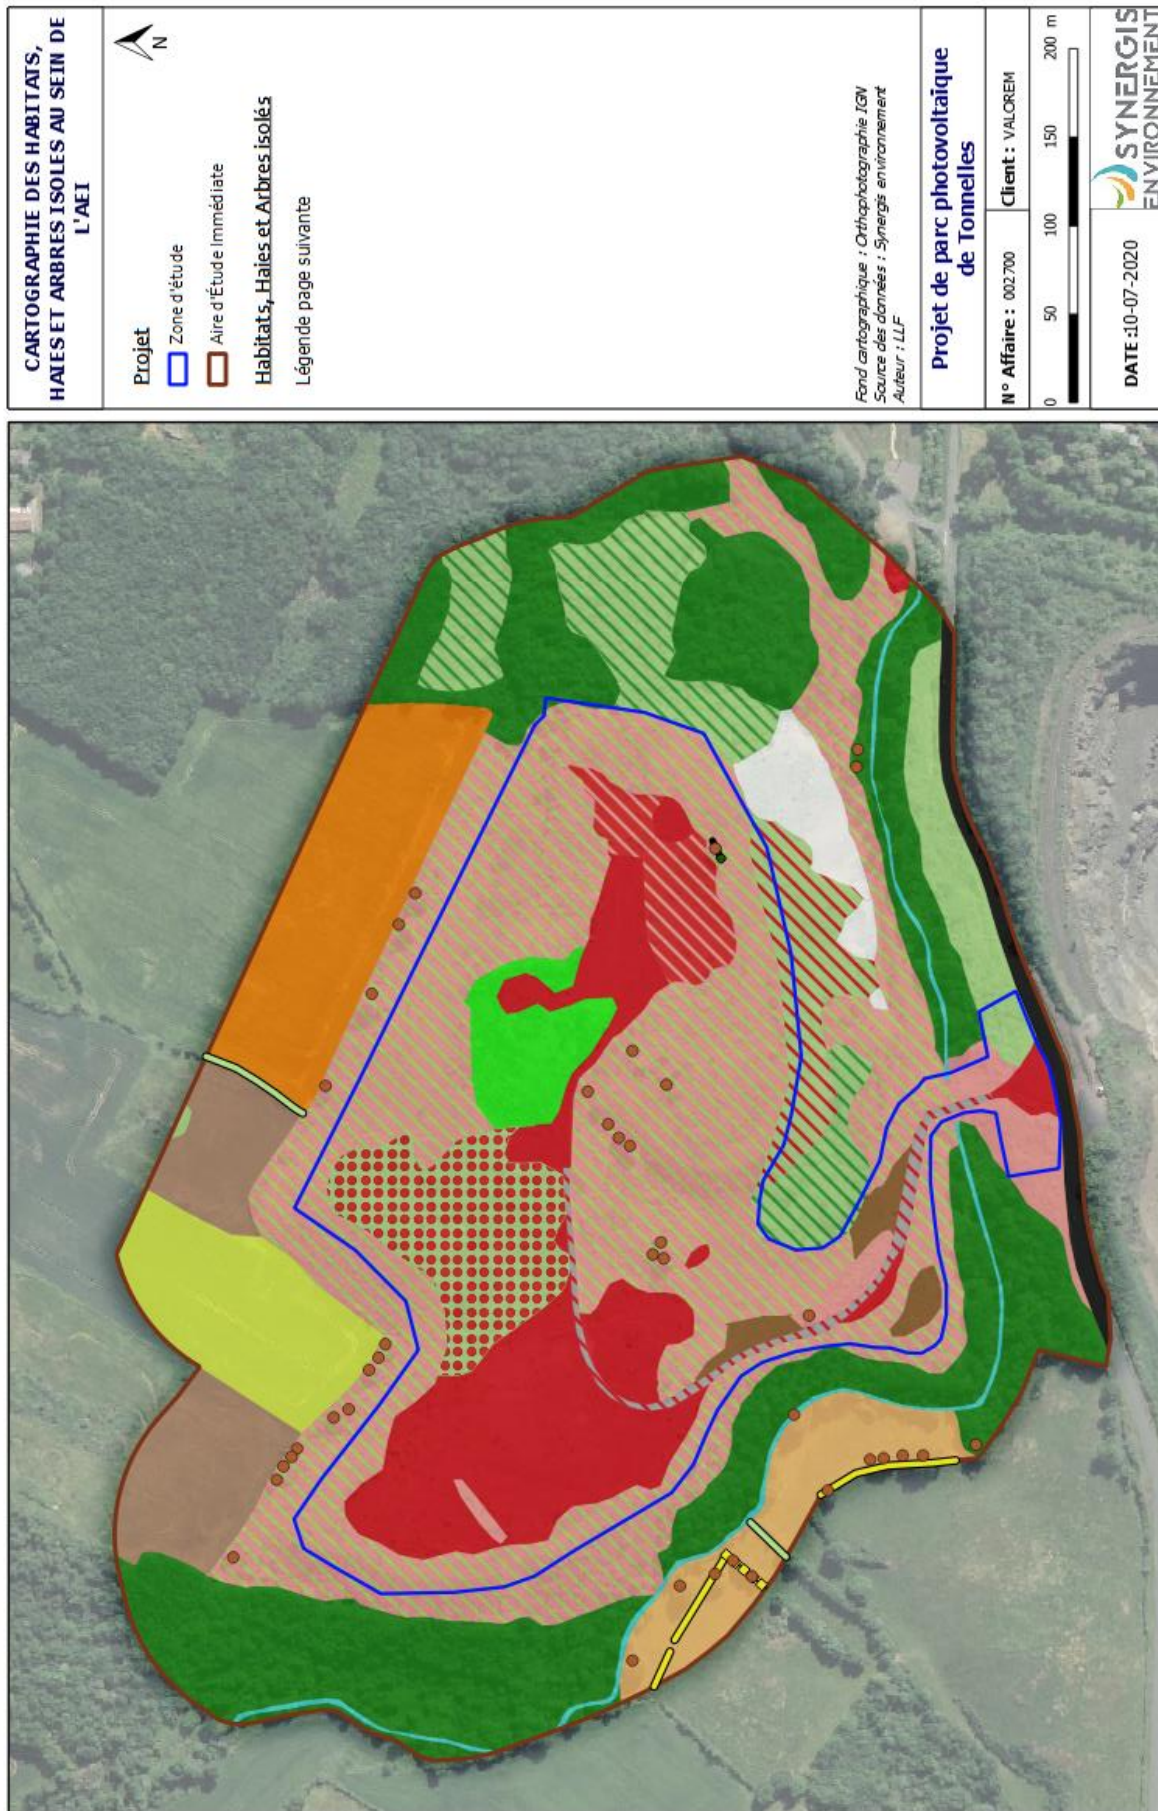 CARTOGRAPHIE DES HABITATS,
HAIES ET ARBRES ISOLES AU SEIN DE
L'AEI
N
Projet
Zone d'étude
Aire d'Étude Immédiate
Habitats, Haies et Arbres isolés
Légende page suivante
Fond cartographique : Orthophotographie IGN
Source des données : Synergis environnement
Auteur : LLF
Projet de parc photovoltaïque
de Tonnelles
N° Affaire : 002700
Client : VALOREM
0 50 100 150 200 m
DATE :10-07-2020
SYNERGIS
ENVIRONNEMENT